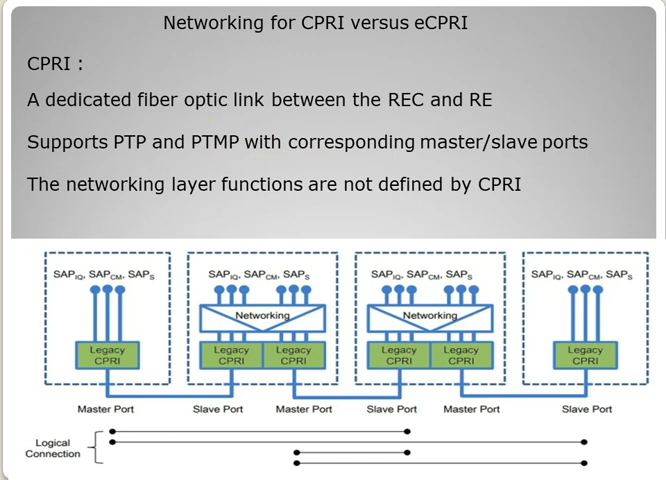 Networking for CPRI versus eCPRI
CPRI :
A dedicated fiber optic link between the REC and RE
Supports PTP and PTMP with corresponding master/slave ports
The networking layer functions are not defined by CPRI
SAPIQ, SAPCM, SAPS
SAPIQ, SAPCM, SAPS
SAPIQ, SAPCM, SAPS
SAPIQ, SAPCM, SAPS
Networking
Networking
Legacy CPRI
Legacy CPRI
Legacy CPRI
Legacy CPRI
Legacy CPRI
Legacy CPRI
Master Port
Slave Port
Master Port
Slave Port
Master Port
Slave Port
Logical
Connection